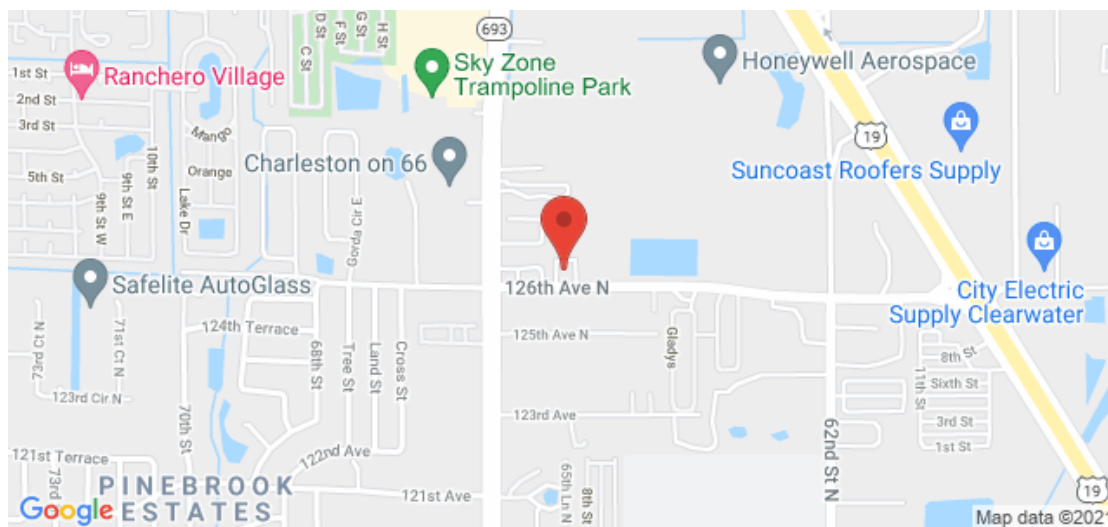 693
H St
G St
F St
D St
C St
Sky Zone
Trampoline Park
Honeywell Aerospace
1st St
Ranchero Village
2nd St
3rd St
Mango
19
Suncoast Roofers Supply
Charleston on 66
10th St
5th St
Orange
9th St E
9th St W
Lake Dr
Gorda Cir E
Safelite AutoGlass
126th Ave N
City Electric
Supply Clearwater
124th Terrace
125th Ave N
73rd Ct N
71st Ct N
68th St
Tree St
Land St
Cross St
Gladys
8th St
11th St
Sixth St
123rd Cir N
70th St
123rd Ave
62nd St N
3rd St
1st St
122nd Ave
121st Terrace
73rd
PINEBROOK
ESTATES
121st Ave
65th Ln N
8th St
19
Google
Map data ©2021